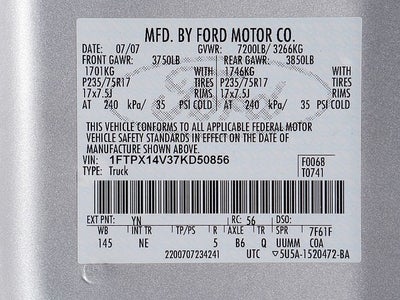 MFD. BY FORD MOTOR CO.
DATE: 07/07 GVWR: 7200LB/ 3266KG
FRONT GAWR: 3750LB REAR GAWR: 3850LB
1701KG WITH 1746KG WITH
P235/75R17 TIRES P235/75R17 TIRES
17x7.5J RIMS 17x7.5J RIMS
AT 240 kPa/ 35 PSI COLD AT 240 kPa/ 35 PSI COLD
THIS VEHICLE CONFORMS TO ALL APPLICABLE FEDERAL MOTOR
VEHICLE SAFETY STANDARDS IN EFFECT ON THE DATE OF
MANUFACTURE SHOWN ABOVE.
VIN: 1FTPX14V37KD50856 F0068
TYPE: Truck T0741
EXT PNT: YN RC: 56 DSO:
WB INT TR TP/PS R AXLE TR SPR 7F61F
145 NE 5 B6 Q UUMM C0A
2200707234241 UTC ▽5U5A-1520472-BA